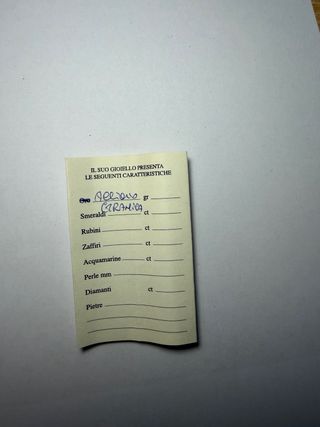 IL SUO GIOIELLO PRESENTA
LE SEGUENTI CARATTERISTICHE
Oro ACCIAIO gr
CERAMICA
Smeraldi ct
Rubini ct
Zaffiri ct
Acquamarine ct
Perle mm
Diamanti ct
Pietre